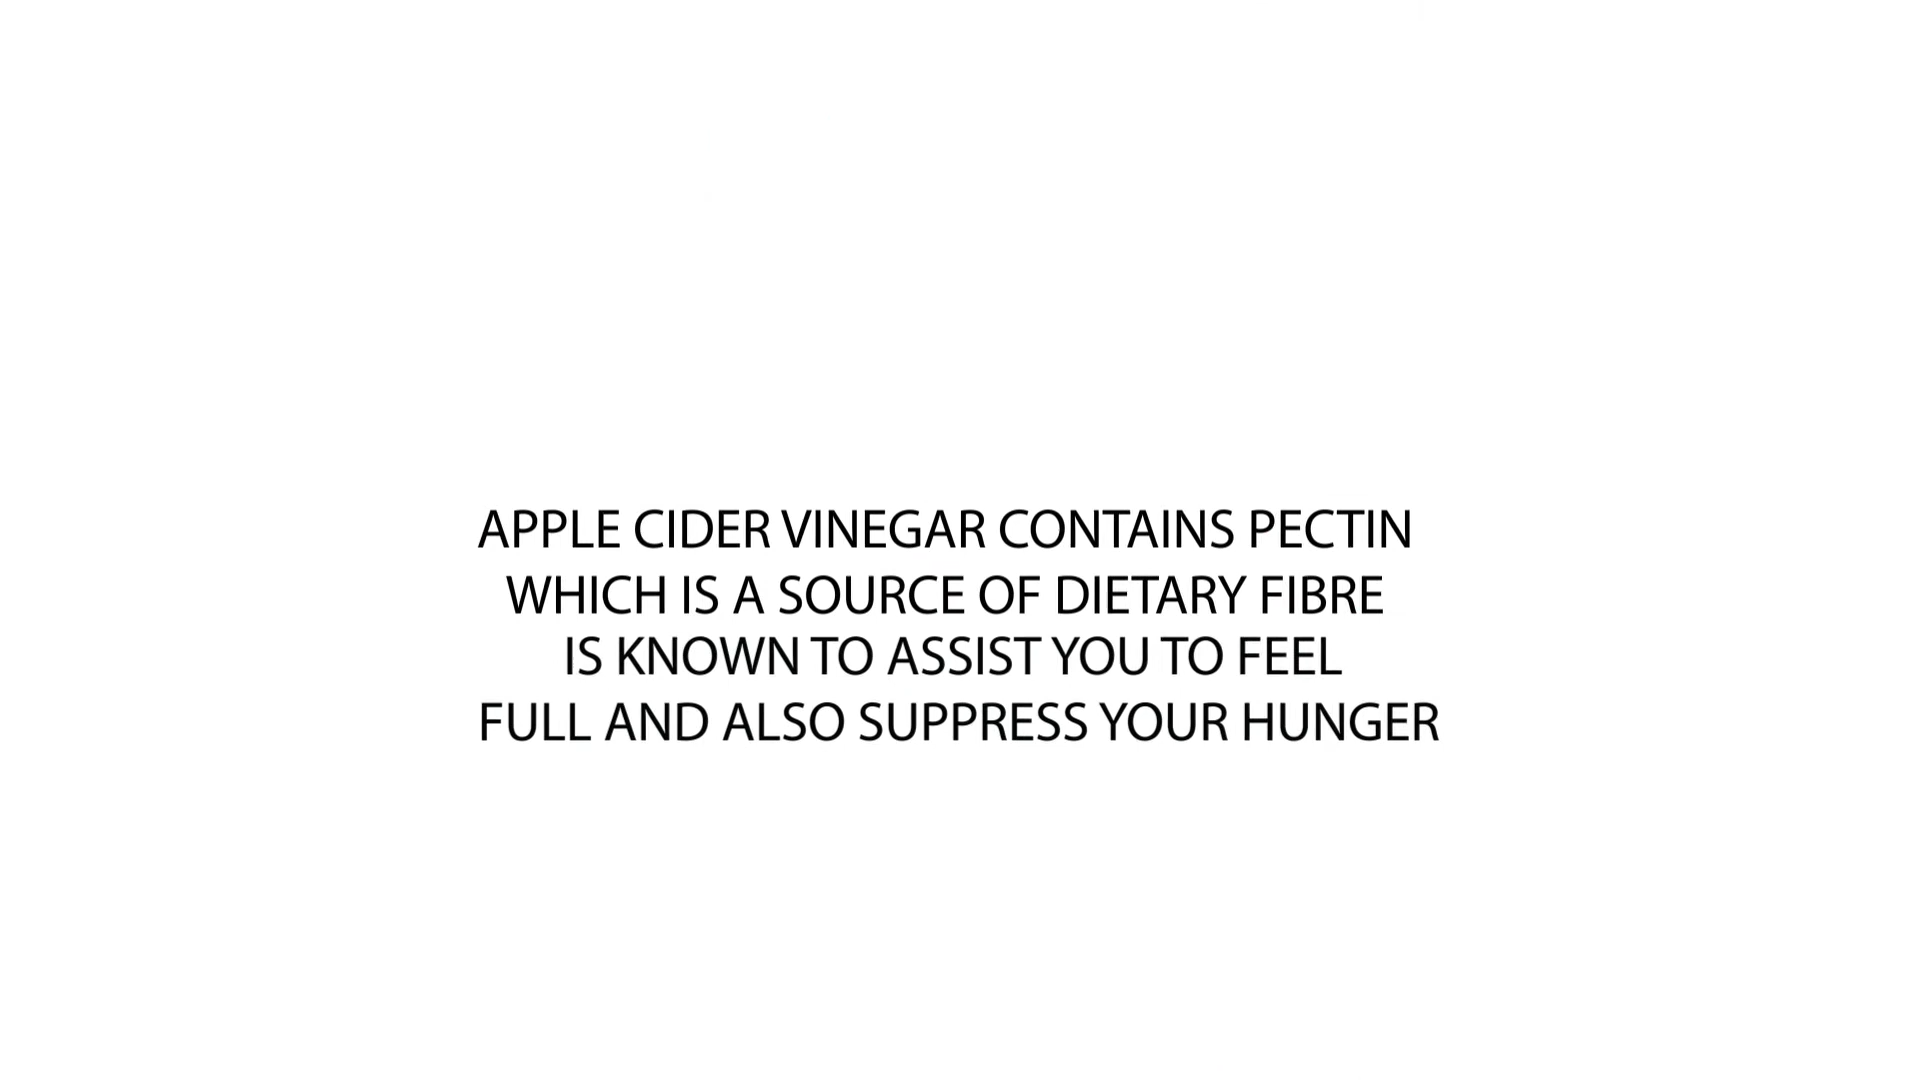 APPLE CIDER VINEGAR CONTAINS PECTIN
WHICH IS A SOURCE OF DIETARY FIBRE
IS KNOWN TO ASSIST YOU TO FEEL
FULL AND ALSO SUPPRESS YOUR HUNGER